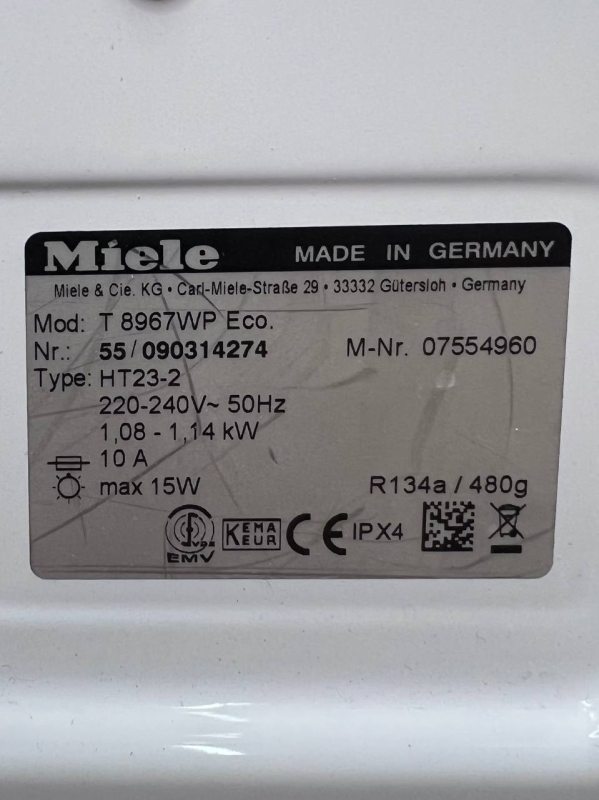 Miele MADE IN GERMANY
Miele & Cie. KG • Carl-Miele-Straße 29 • 33332 Gütersloh • Germany
Mod: T 8967WP Eco.
Nr.: 55/090314274 M-Nr. 07554960
Type: HT23-2
220-240V~ 50Hz
1,08 - 1,14 kW
10 A
max 15W R134a / 480g
VDE EMV KEMA KEUR CE IPX4